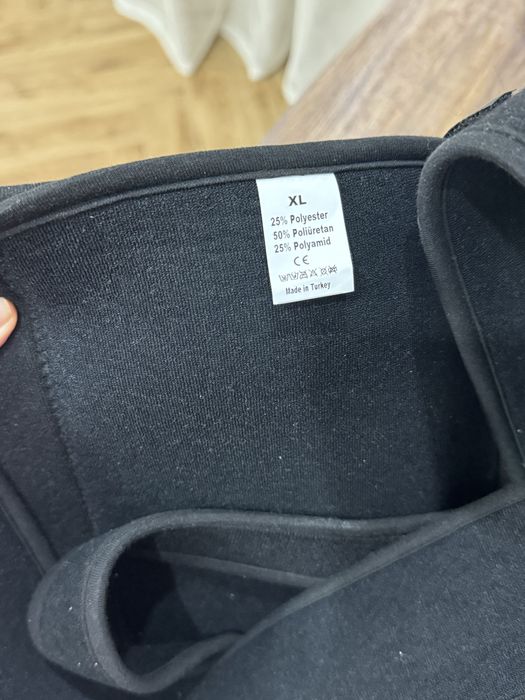 XL
25% Polyester
50% Poliüretan
25% Polyamid
CE
Made in Turkey